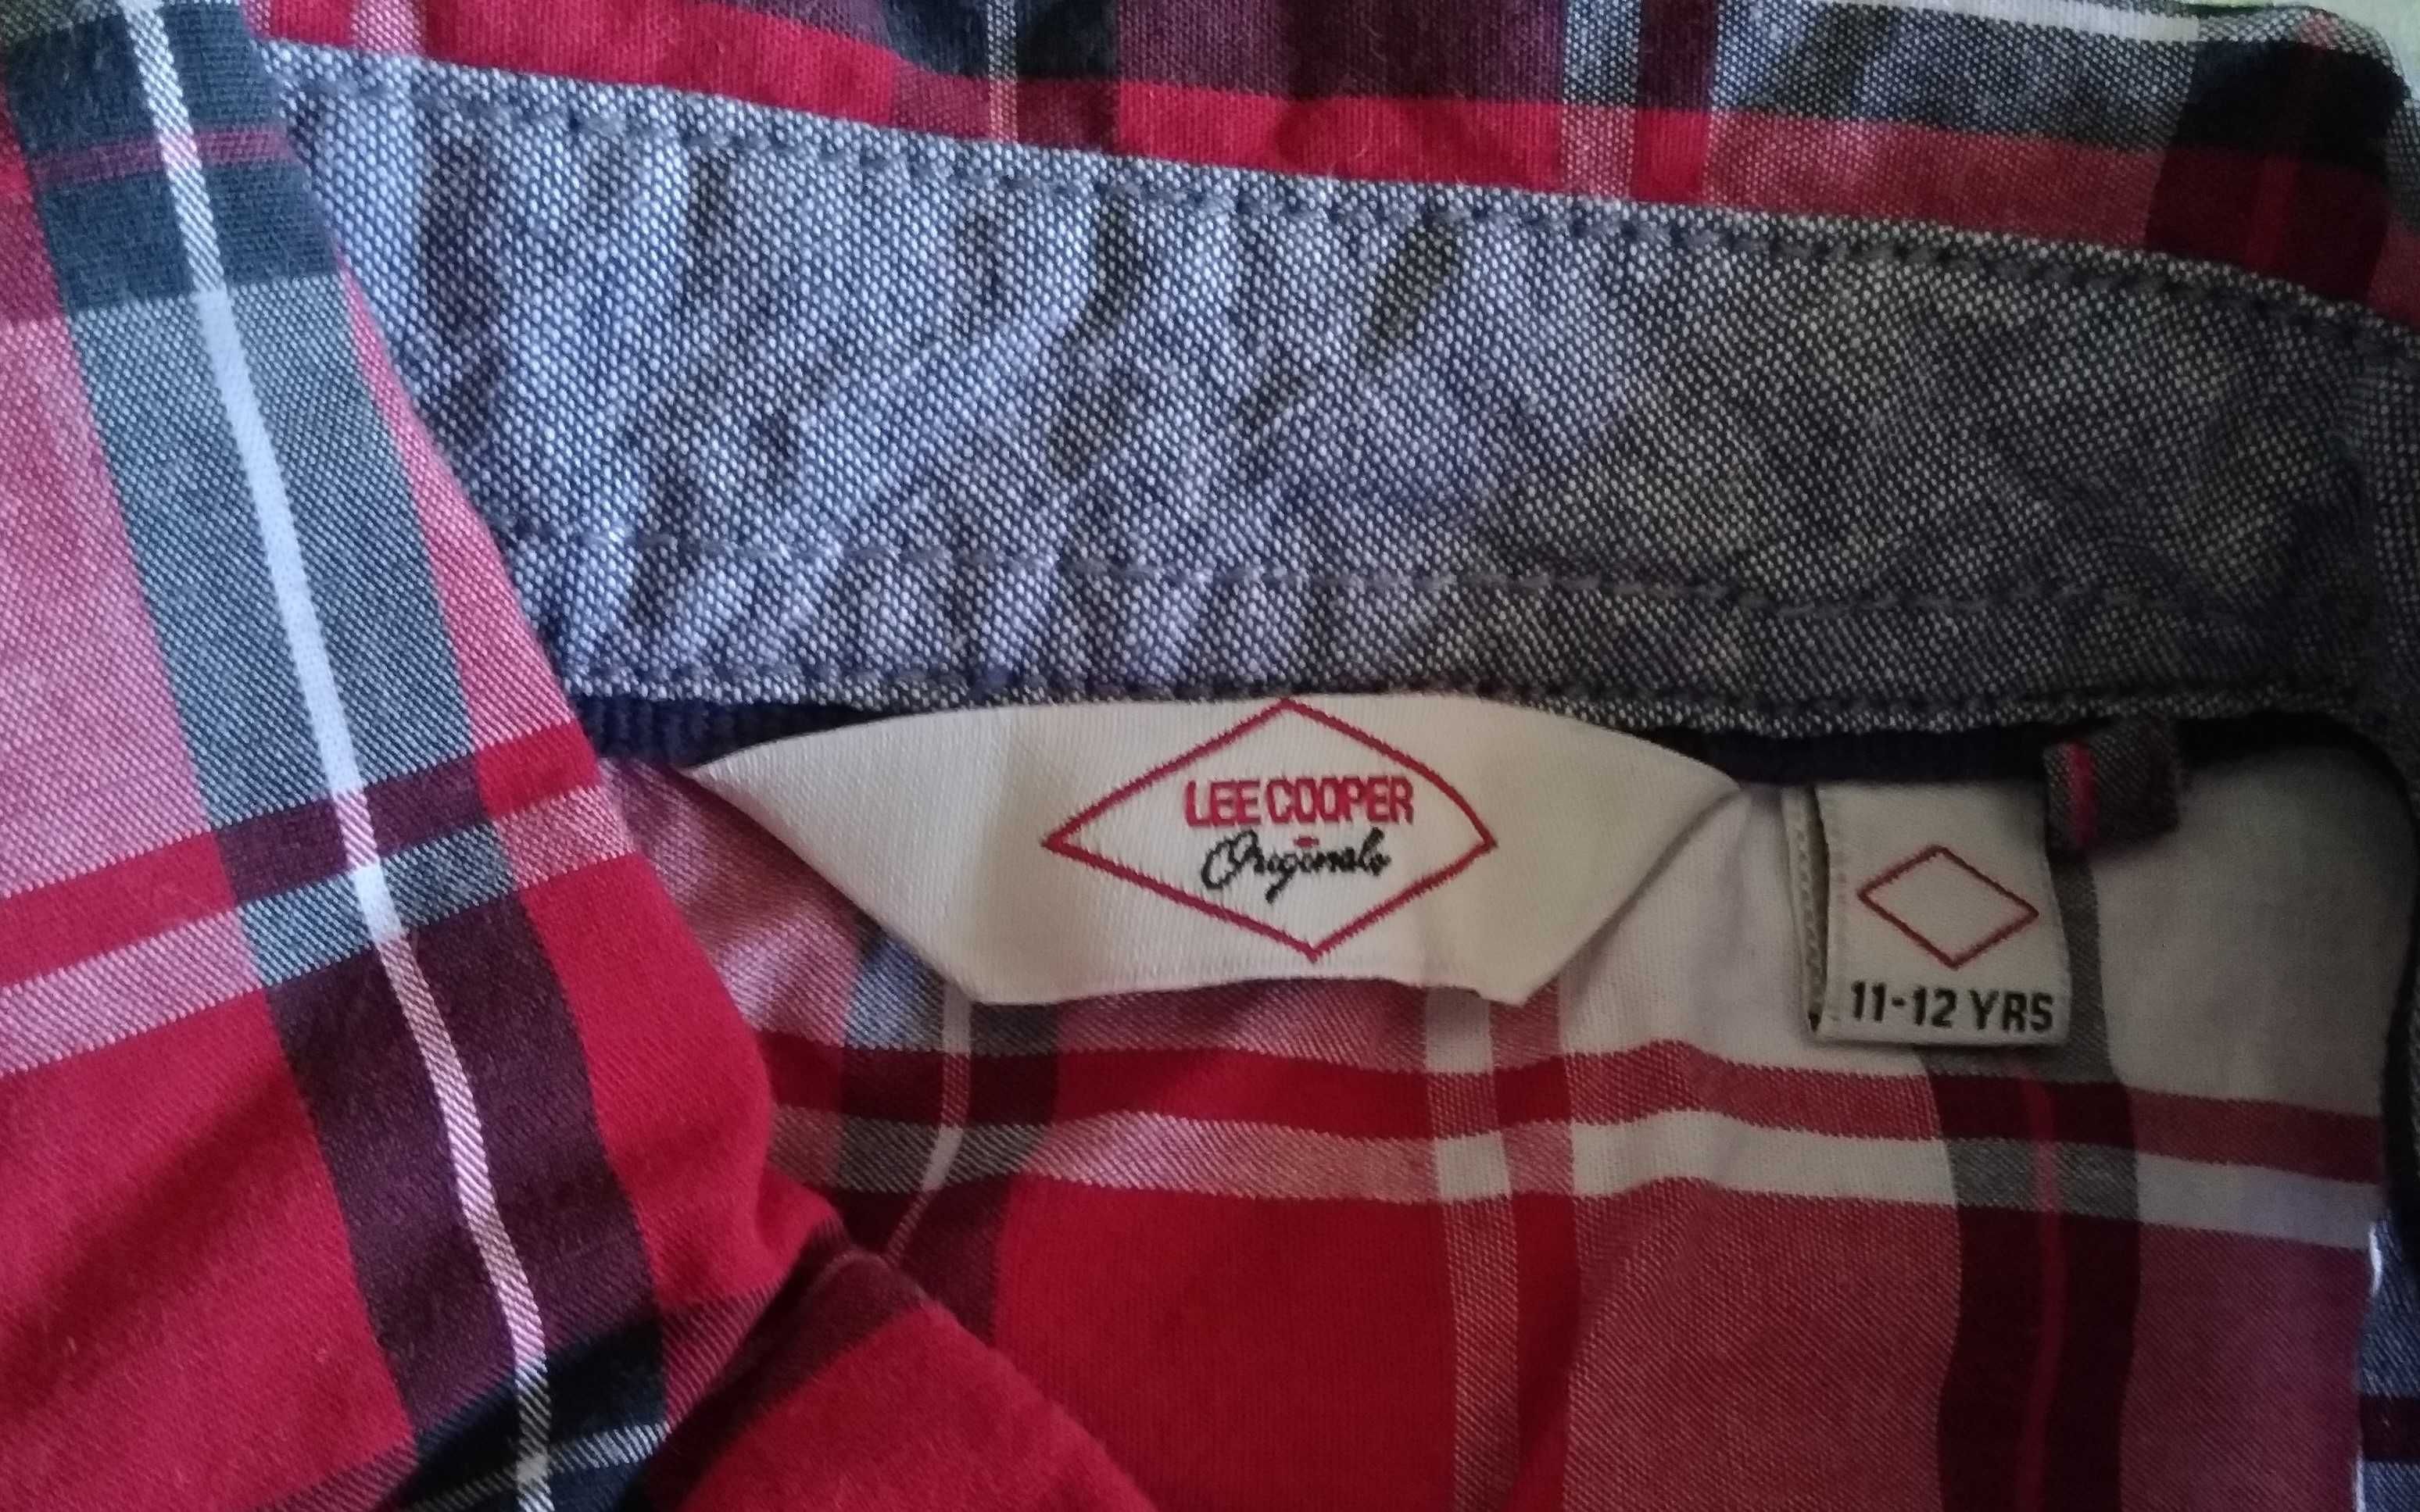 LEE COOPER
Originals
11-12 YRS